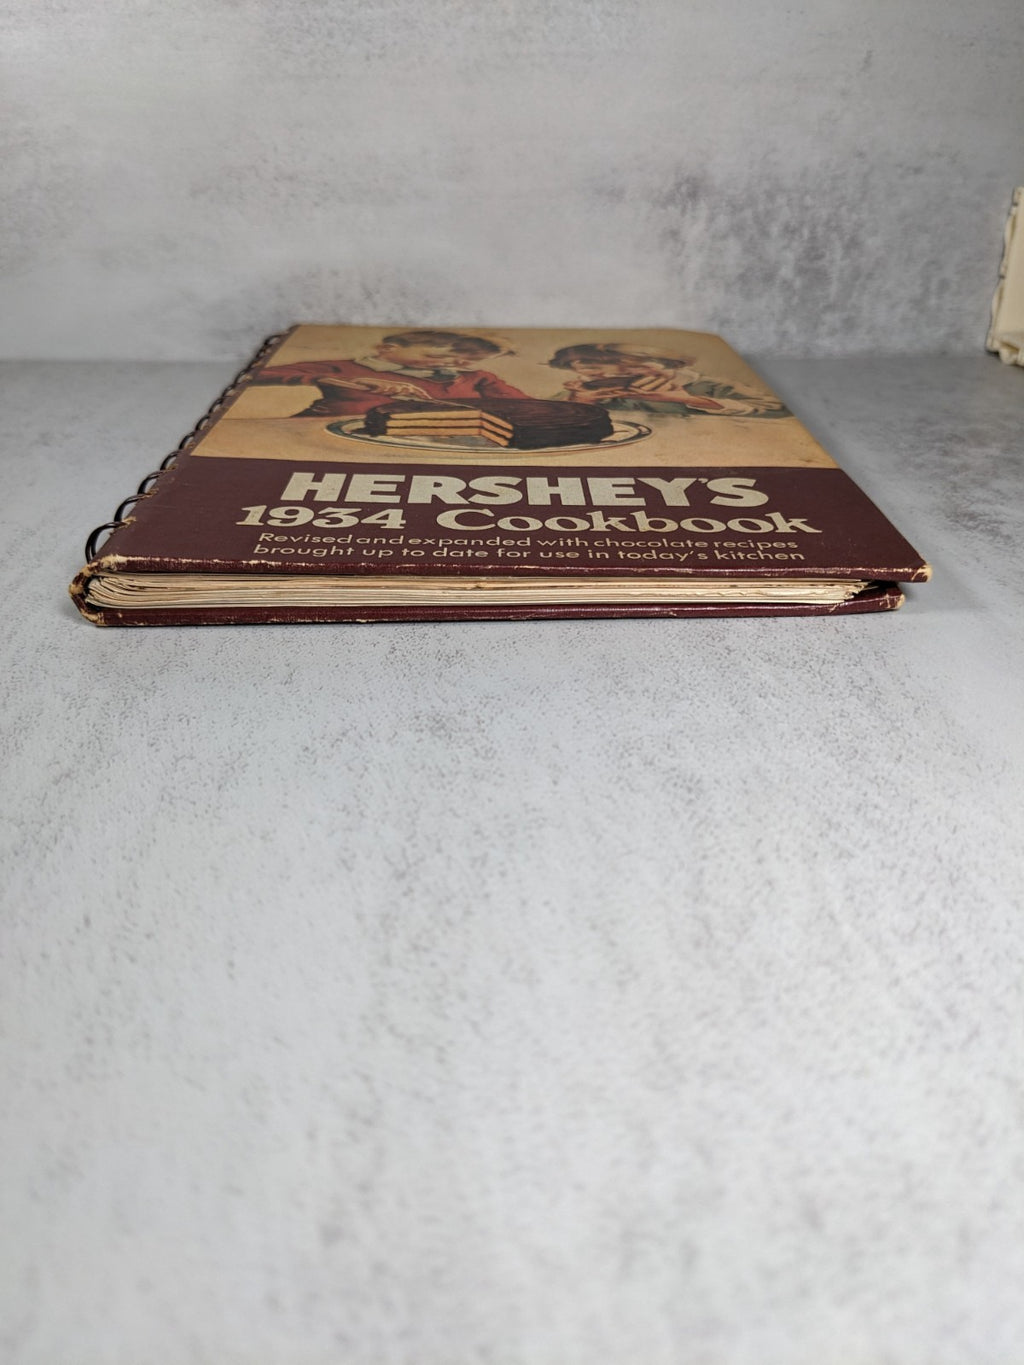 HERSHEY'S
1934 Cookbook
Revised and expanded with chocolate recipes
brought up to date for use in today's kitchen